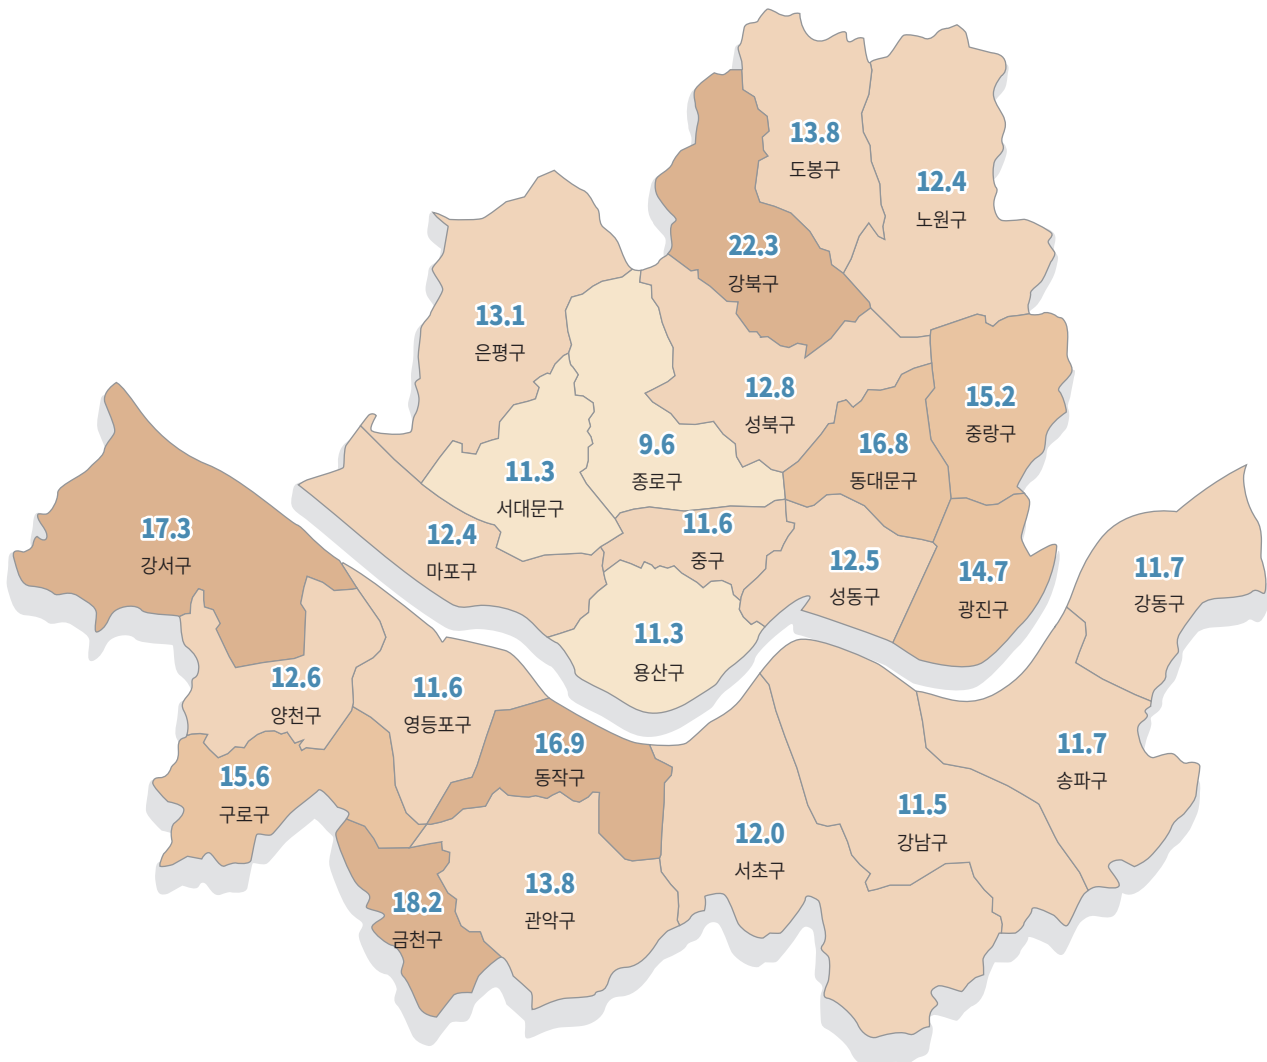 13.8
도봉구
12.4
노원구
22.3
강북구
13.1
은평구
12.8
성북구
15.2
중랑구
16.8
동대문구
9.6
종로구
11.3
서대문구
17.3
강서구
12.4
마포구
11.6
중구
12.5
성동구
14.7
광진구
11.7
강동구
11.3
용산구
12.6
양천구
11.6
영등포구
16.9
동작구
11.7
송파구
15.6
구로구
11.5
강남구
12.0
서초구
13.8
관악구
18.2
금천구